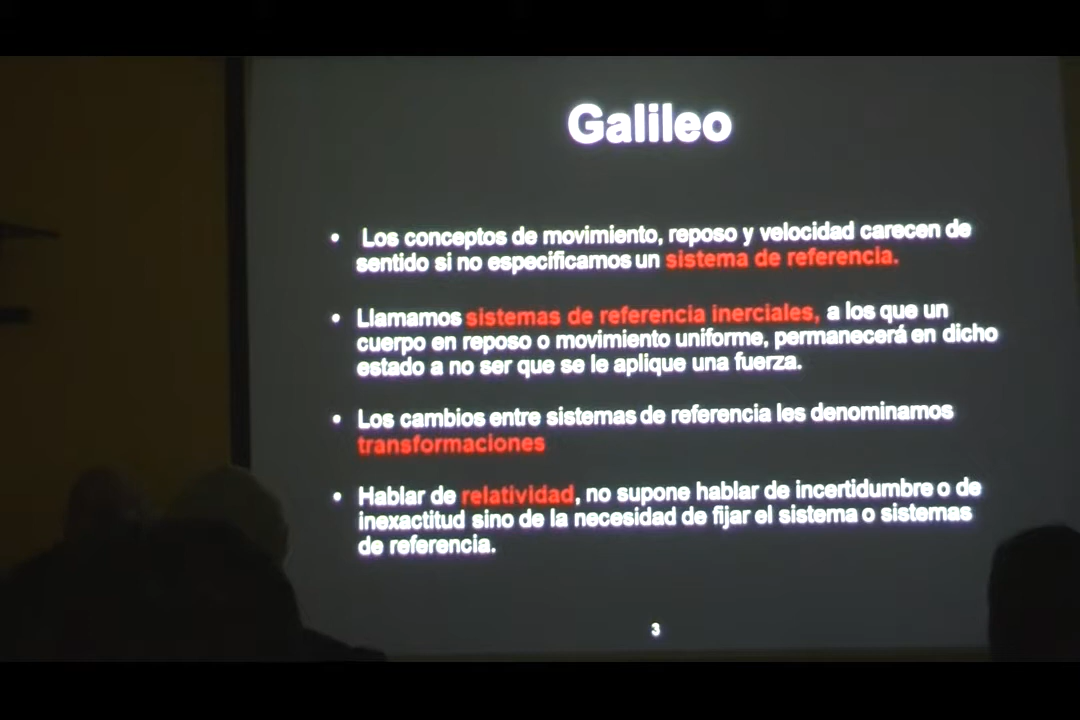 Galileo
• Los conceptos de movimiento, reposo y velocidad carecen de
sentido si no especificamos un sistema de referencia.
• Llamamos sistemas de referencia inerciales, a los que un
cuerpo en reposo o movimiento uniforme, permanecerá en dicho
estado a no ser que se le aplique una fuerza.
• Los cambios entre sistemas de referencia les denominamos
transformaciones
• Hablar de relatividad, no supone hablar de incertidumbre o de
inexactitud sino de la necesidad de fijar el sistema o sistemas
de referencia.
3